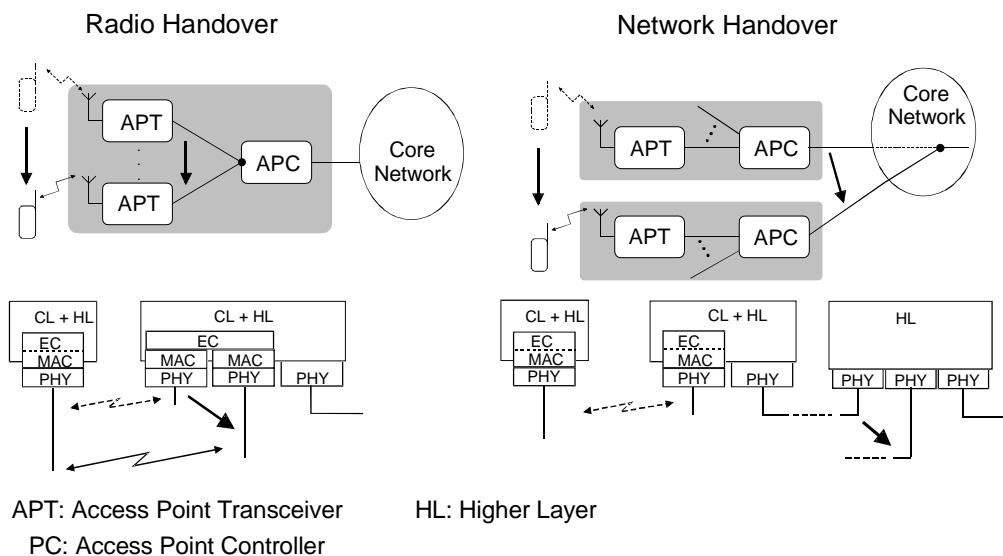 Radio Handover
Network Handover
APT
APT
APC
Core
Network
APT
APC
APT
APC
Core
Network
CL + HL
EC
MAC
PHY
CL + HL
EC
MAC
MAC
PHY
PHY
PHY
CL + HL
EC
MAC
PHY
CL + HL
EC
MAC
PHY
PHY
HL
PHY
PHY
PHY
APT: Access Point Transceiver
HL: Higher Layer
PC: Access Point Controller